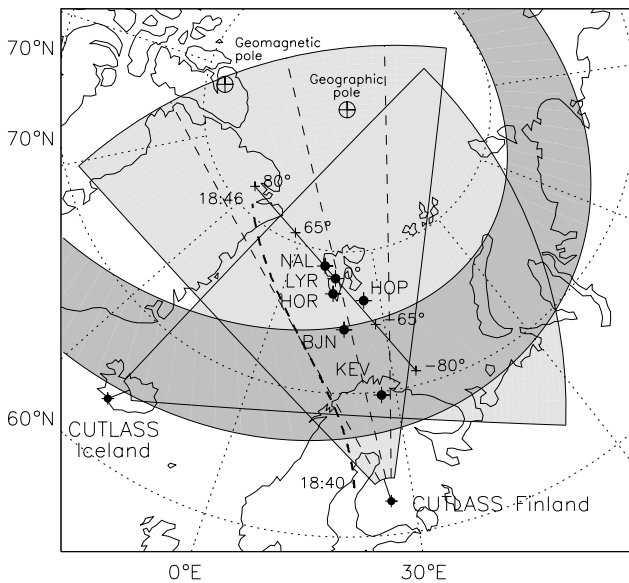 70°N
Geomagnetic
pole
Geographic
pole
70°N
80°
18:46
65°
NAL
0°
LYR
HOP
HOR
-65°
BJN
KEV
-80°
60°N
CUTLASS
Iceland
18:40
CUTLASS Finland
0°E
30°E